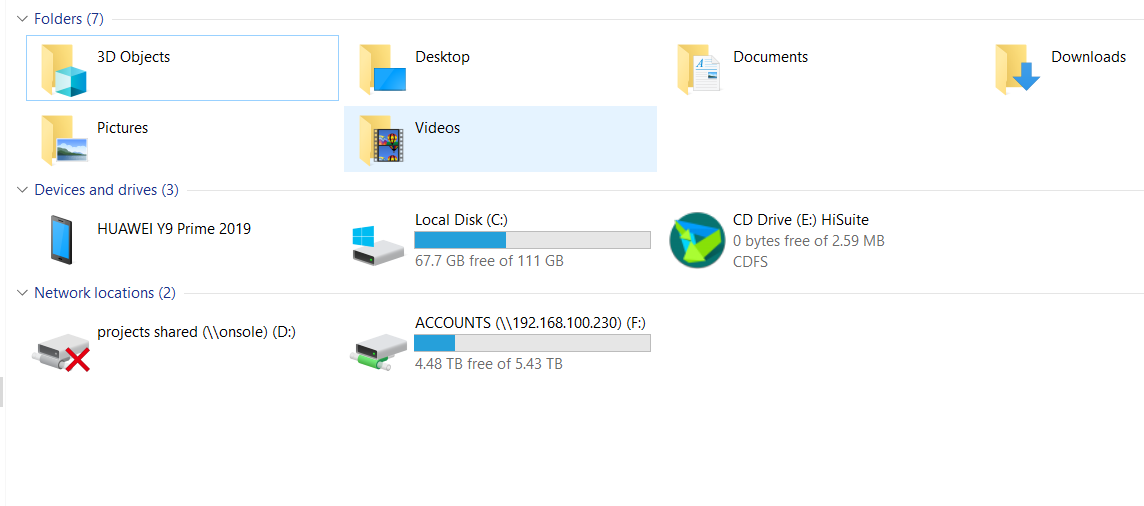 Folders (7)
3D Objects
Desktop
Documents
Downloads
Pictures
Videos
Devices and drives (3)
HUAWEI Y9 Prime 2019
Local Disk (C:)
67.7 GB free of 111 GB
CD Drive (E:) HiSuite
0 bytes free of 2.59 MB
CDFS
Network locations (2)
projects shared (\\onsole) (D:)
ACCOUNTS (\\192.168.100.230) (F:)
4.48 TB free of 5.43 TB